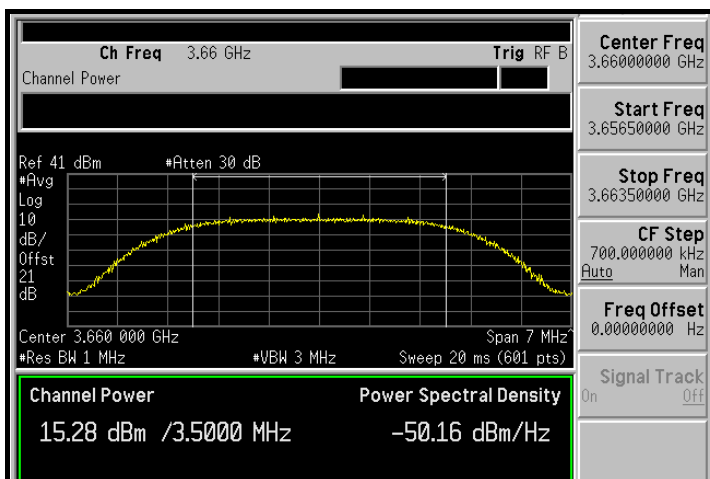 Ch Freq 3.66 GHz Trig RF B
Channel Power
Ref 41 dBm #Atten 30 dB
#Avg
Log
10
dB/
Offst
21
dB
Center 3.660 000 GHz Span 7 MHz^
#Res BW 1 MHz #VBW 3 MHz Sweep 20 ms (601 pts)
Channel Power Power Spectral Density
15.28 dBm /3.5000 MHz -50.16 dBm/Hz
Center Freq
3.66000000 GHz
Start Freq
3.65650000 GHz
Stop Freq
3.66350000 GHz
CF Step
700.000000 kHz
Auto Man
Freq Offset
0.00000000 Hz
Signal Track
On Off